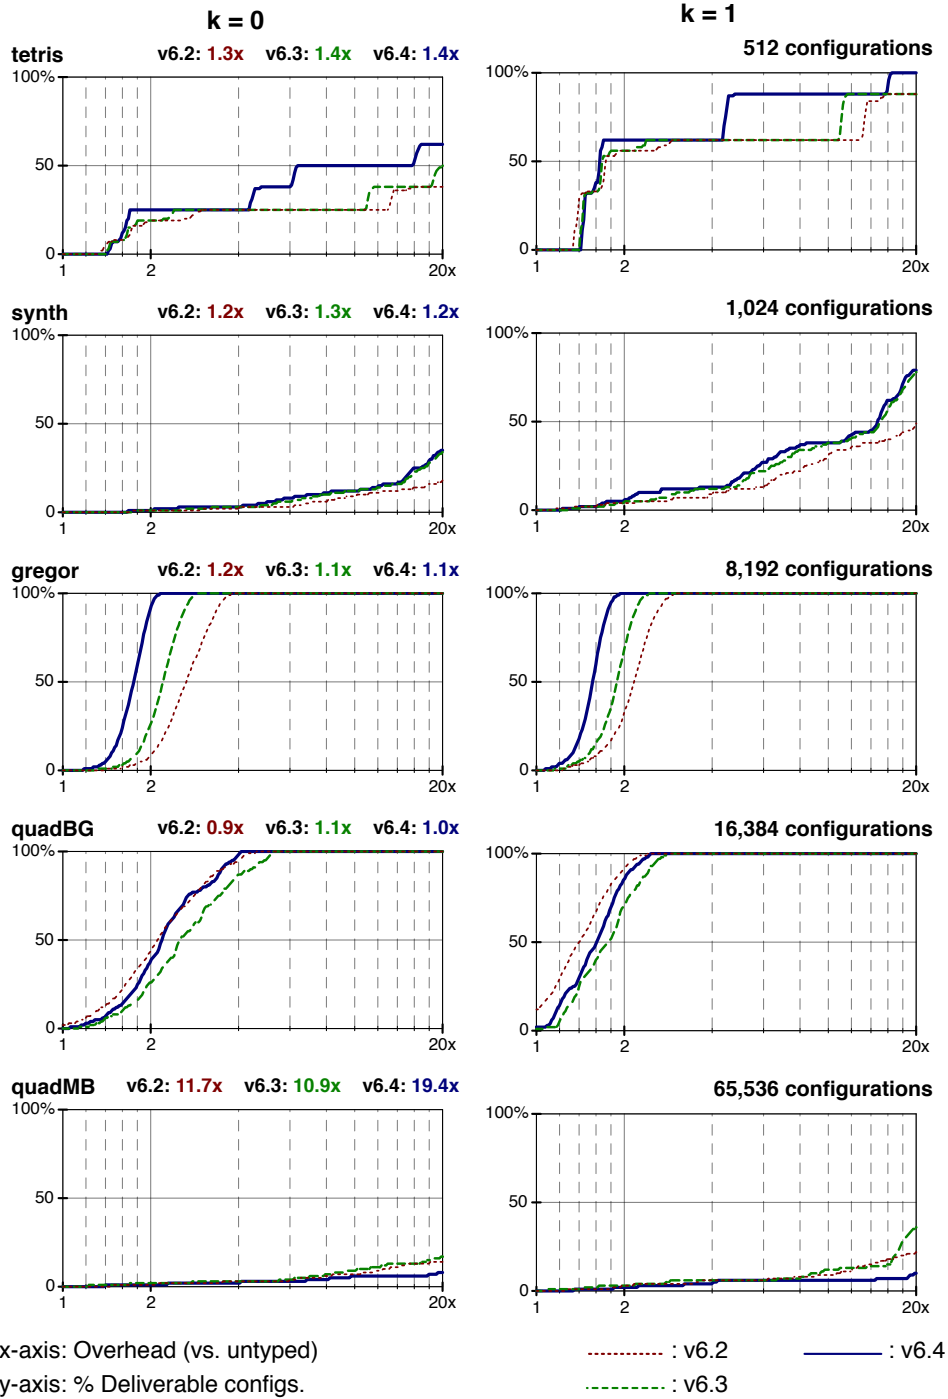 k = 0
k = 1
tetris v6.2: 1.3x v6.3: 1.4x v6.4: 1.4x
512 configurations
100%
50
0
1 2 20x
100%
50
0
1 2 20x
synth v6.2: 1.2x v6.3: 1.3x v6.4: 1.2x
1,024 configurations
100%
50
0
1 2 20x
100%
50
0
1 2 20x
gregor v6.2: 1.2x v6.3: 1.1x v6.4: 1.1x
8,192 configurations
100%
50
0
1 2 20x
100%
50
0
1 2 20x
quadBG v6.2: 0.9x v6.3: 1.1x v6.4: 1.0x
16,384 configurations
100%
50
0
1 2 20x
100%
50
0
1 2 20x
quadMB v6.2: 11.7x v6.3: 10.9x v6.4: 19.4x
65,536 configurations
100%
50
0
1 2 20x
100%
50
0
1 2 20x
x-axis: Overhead (vs. untyped)
y-axis: % Deliverable configs.
: v6.2 : v6.4
: v6.3